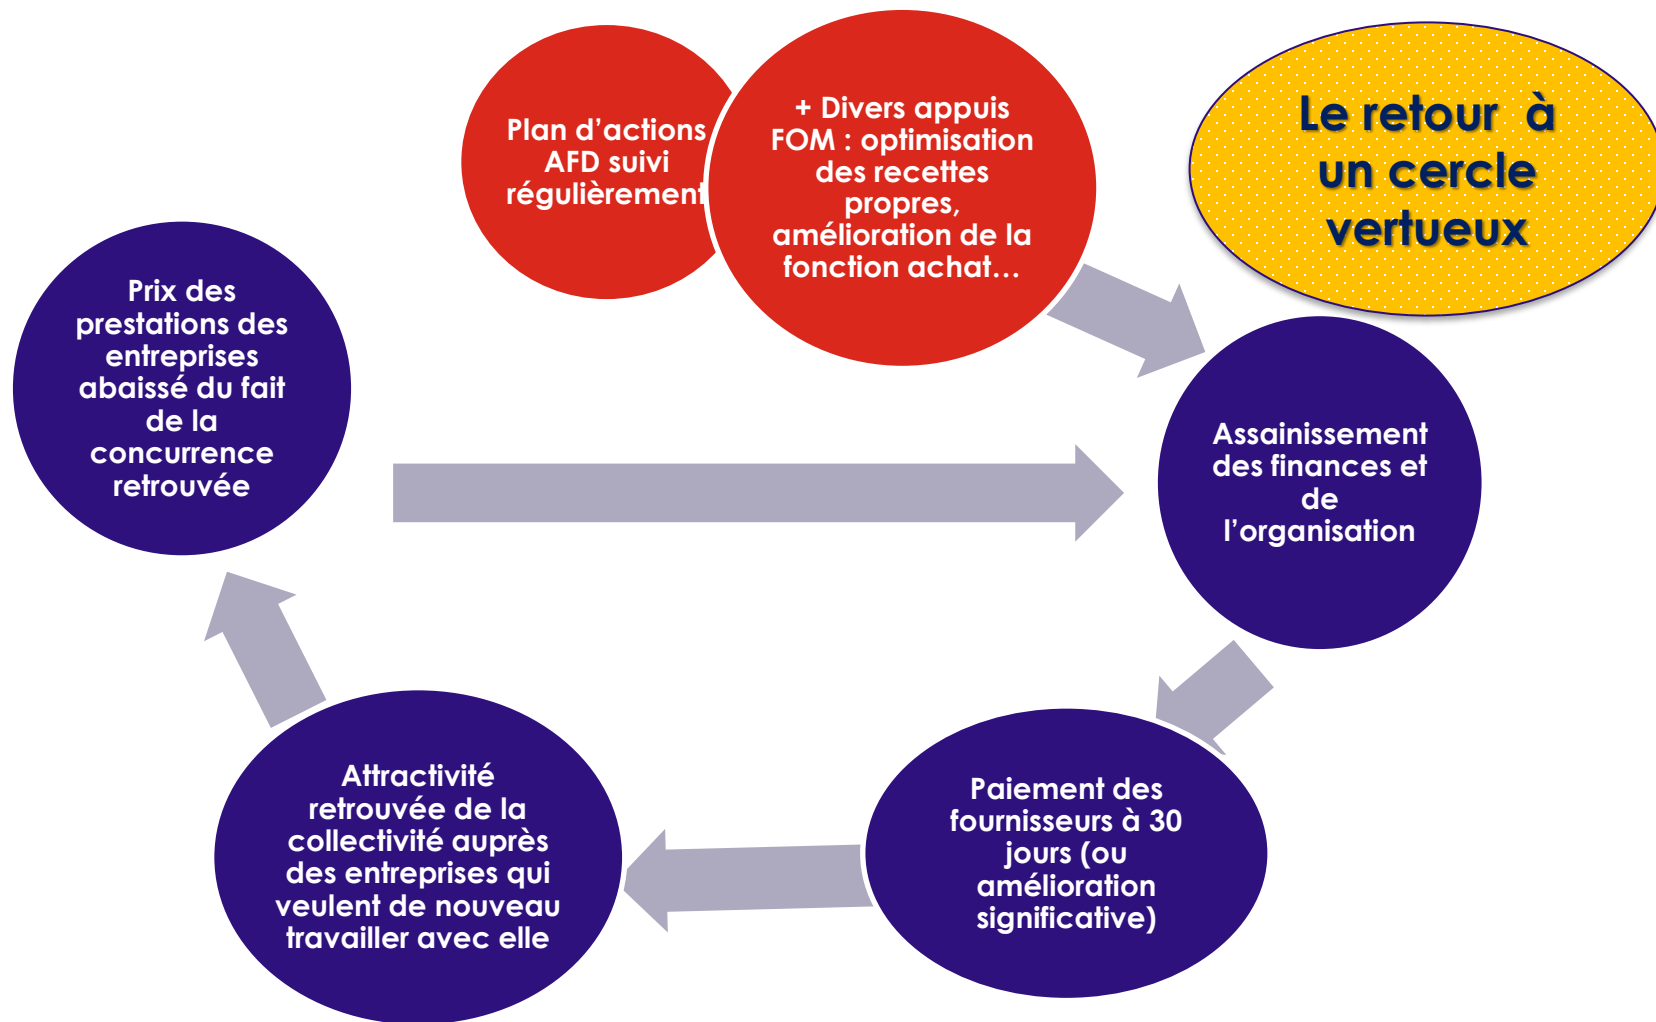 Plan d’actions
AFD suivi
régulièrement
+ Divers appuis
FOM : optimisation
des recettes
propres,
amélioration de la
fonction achat…
Le retour à
un cercle
vertueux
Assainissement
des finances et
de
l’organisation
Paiement des
fournisseurs à 30
jours (ou
amélioration
significative)
Attractivité
retrouvée de la
collectivité auprès
des entreprises qui
veulent de nouveau
travailler avec elle
Prix des
prestations des
entreprises
abaissé du fait
de la
concurrence
retrouvée